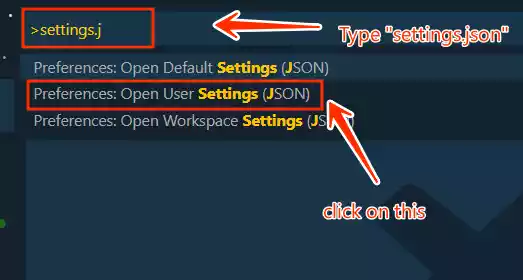 >settings.j
Type "settings.json"
Preferences: Open Default Settings (JSON)
Preferences: Open User Settings (JSON)
Preferences: Open Workspace Settings (JSON)
click on this